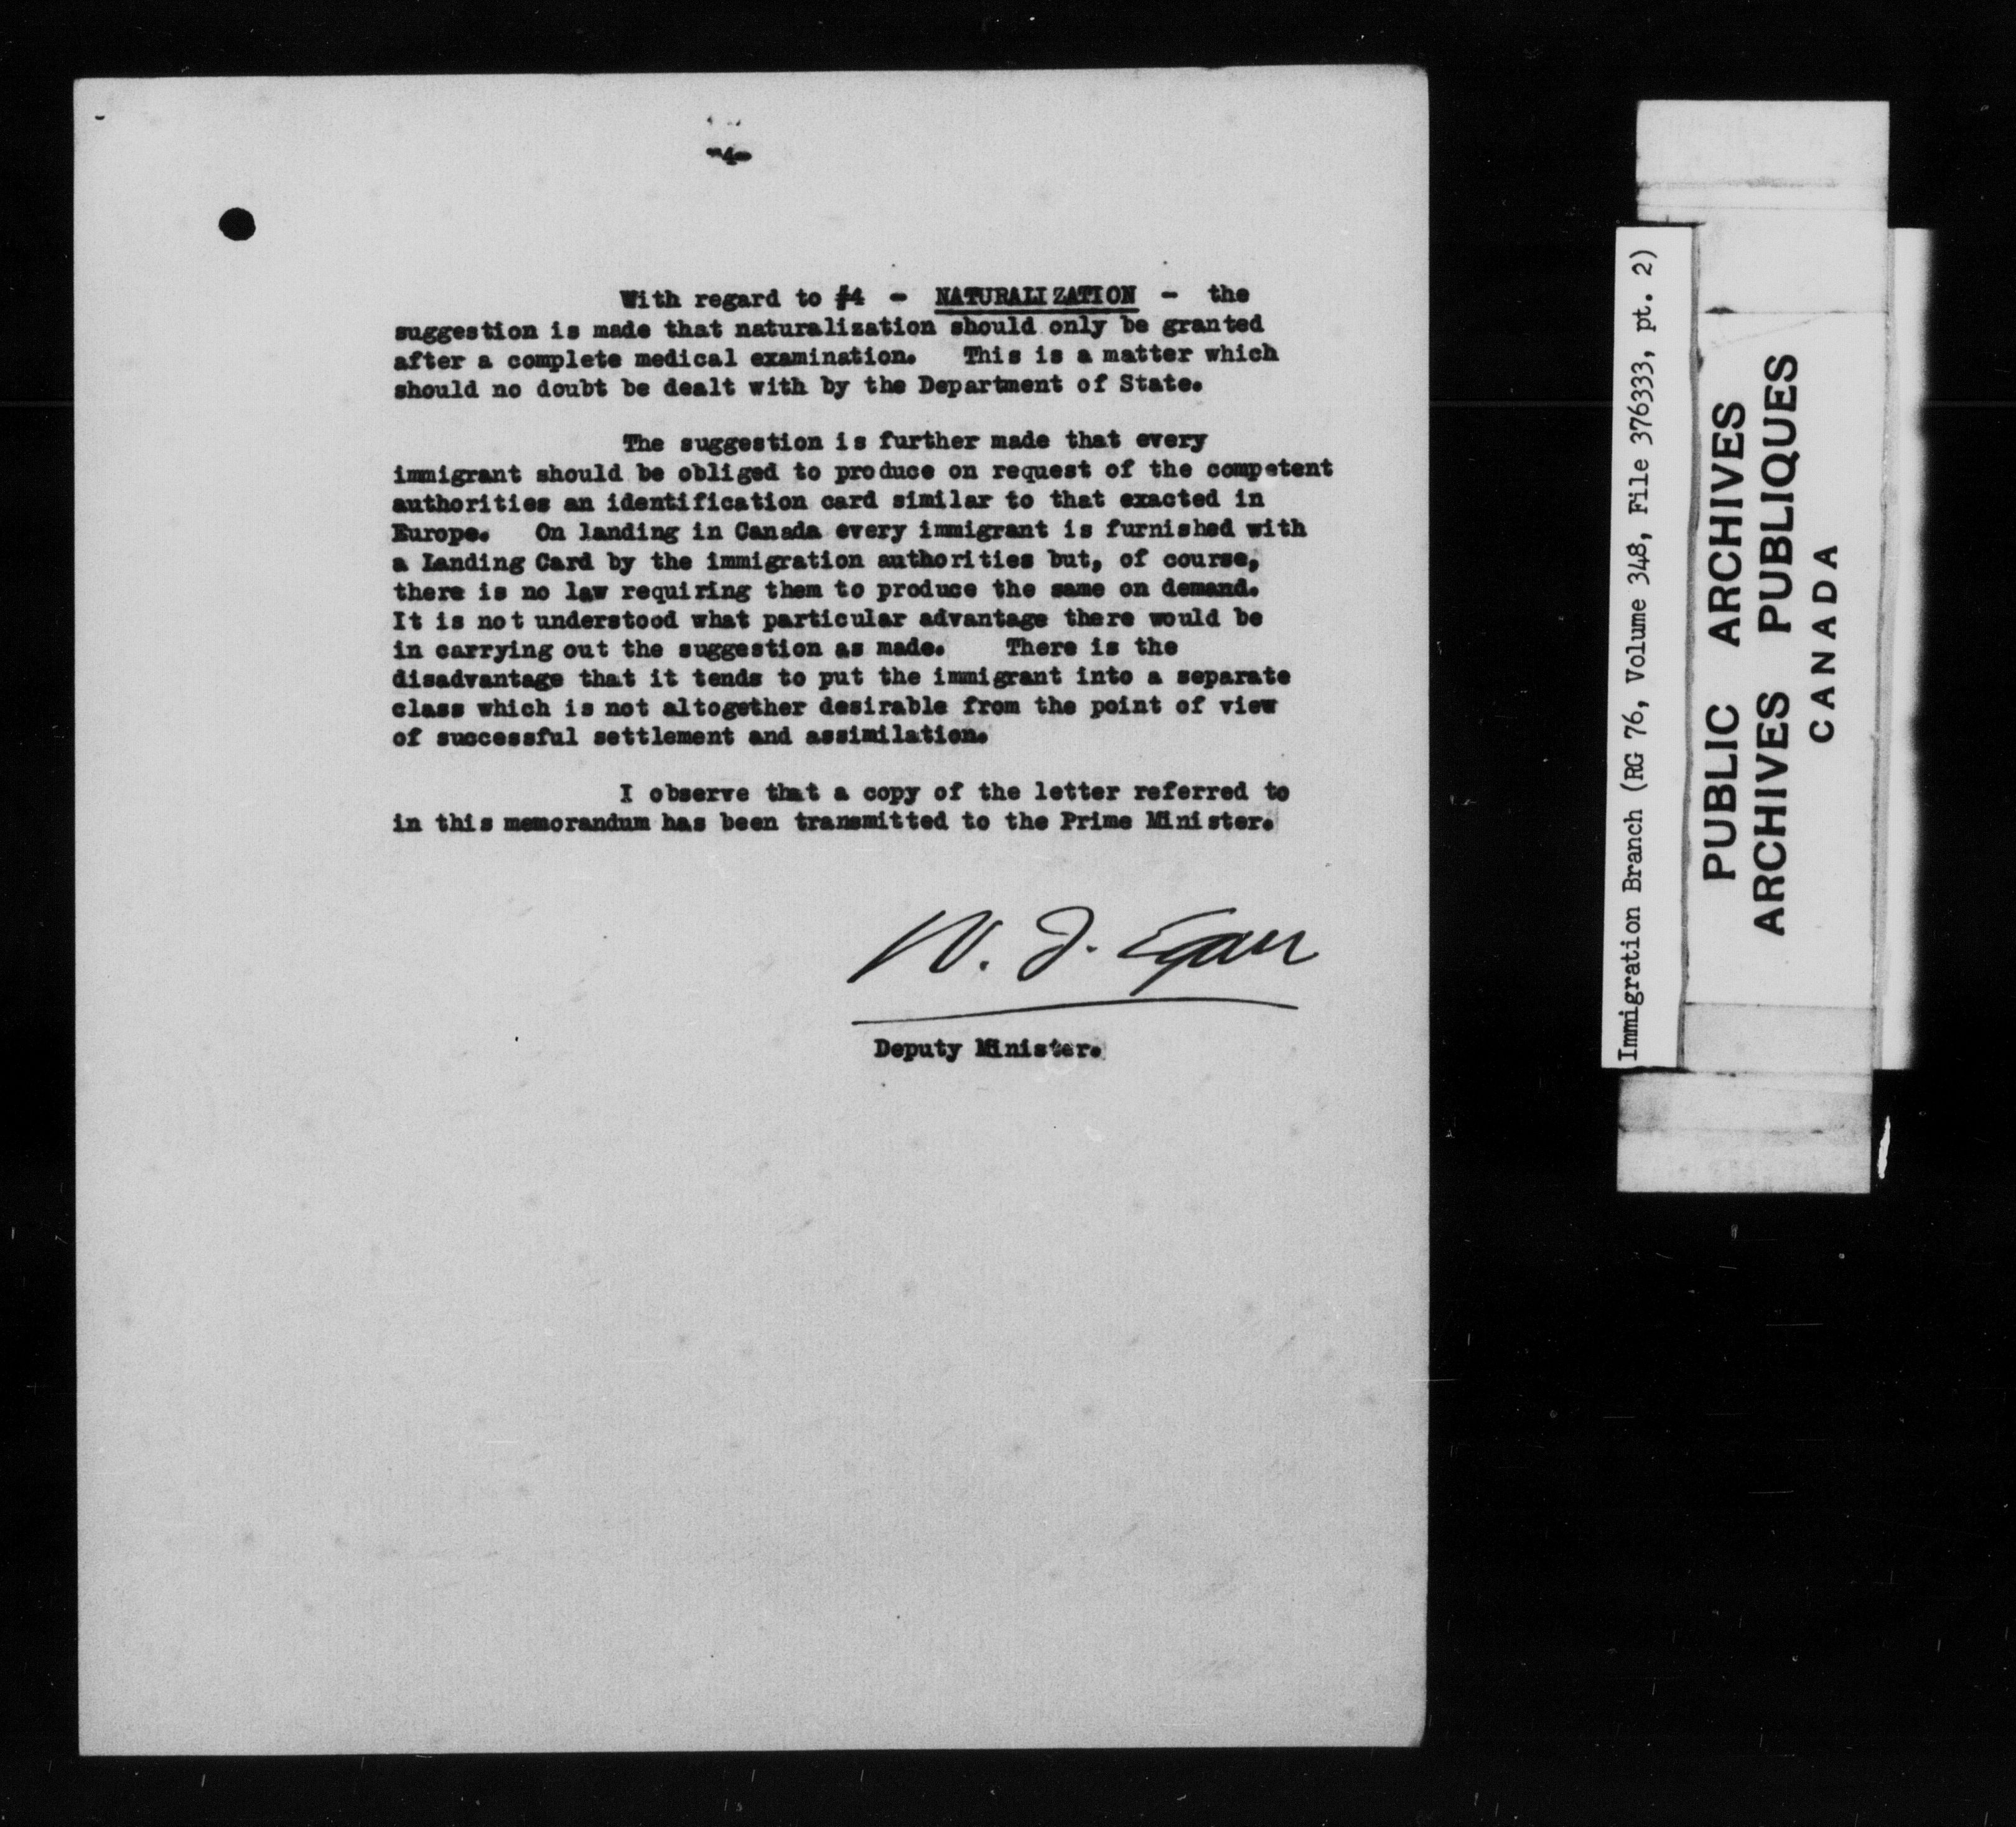 -4-
With regard to #4 - NATURALIZATION - the
suggestion is made that naturalization should only be granted
after a complete medical examination. This is a matter which
should no doubt be dealt with by the Department of State.
The suggestion is further made that every
immigrant should be obliged to produce on request of the competent
authorities an identification card similar to that exacted in
Europe. On landing in Canada every immigrant is furnished with
a Landing Card by the immigration authorities but, of course,
there is no law requiring them to produce the same on demand.
It is not understood what particular advantage there would be
in carrying out the suggestion as made. There is the
disadvantage that it tends to put the immigrant into a separate
class which is not altogether desirable from the point of view
of successful settlement and assimilation.
I observe that a copy of the letter referred to
in this memorandum has been transmitted to the Prime Minister.
W. J. Egan
Deputy Minister.
Immigration Branch (RG 76, Volume 348, File 376333, pt. 2)
PUBLIC ARCHIVES
ARCHIVES PUBLIQUES
CANADA